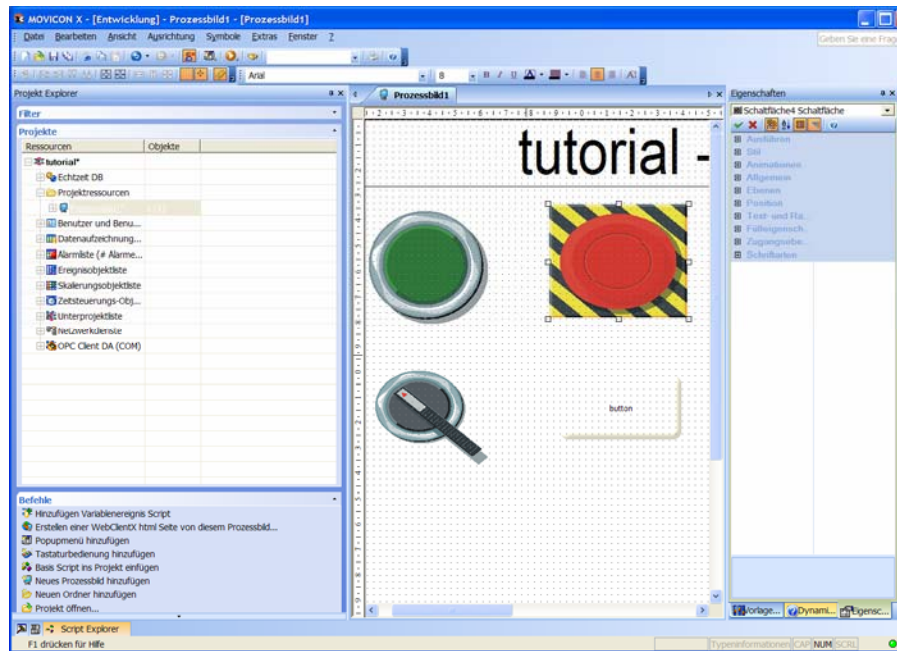 MOVICON X - [Entwicklung] - Prozessbild1 - [Prozessbild1]
Datei Bearbeiten Ansicht Ausrichtung Symbole Extras Fenster ?
Geben Sie eine Frag
Arial 8
Projekt Explorer
Filter
Projekte
Ressourcen Objekte
tutorial*
Echtzeit DB
Projektressourcen
Benutzer und Benu...
Datenaufzeichnung...
Alarmliste (# Alarme...
Ereignisobjektliste
Skalierungsobjektliste
Zeitsteuerungs-Obj...
Unterprojektliste
Netzwerkdienste
OPC Client DA (COM)
Befehle
Hinzufügen Variablenereignis Script
Erstellen einer WebClientX html Seite von diesem Prozessbild...
Popupmenü hinzufügen
Tastaturbedienung hinzufügen
Basis Script ins Projekt einfügen
Neues Prozessbild hinzufügen
Neuen Ordner hinzufügen
Projekt öffnen...
Script Explorer
F1 drücken für Hilfe
Prozessbild1
tutorial -
button
Eigenschaften
Schaltfläche4 Schaltfläche
Ausführen
Stil
Animationen
Allgemein
Ebenen
Position
Text- und Ra...
Fülleigensch...
Zugangsebe...
Schriftarten
Vorlage... Dynami... Eigensc...
Typeninformationen CAP NUM SCRL